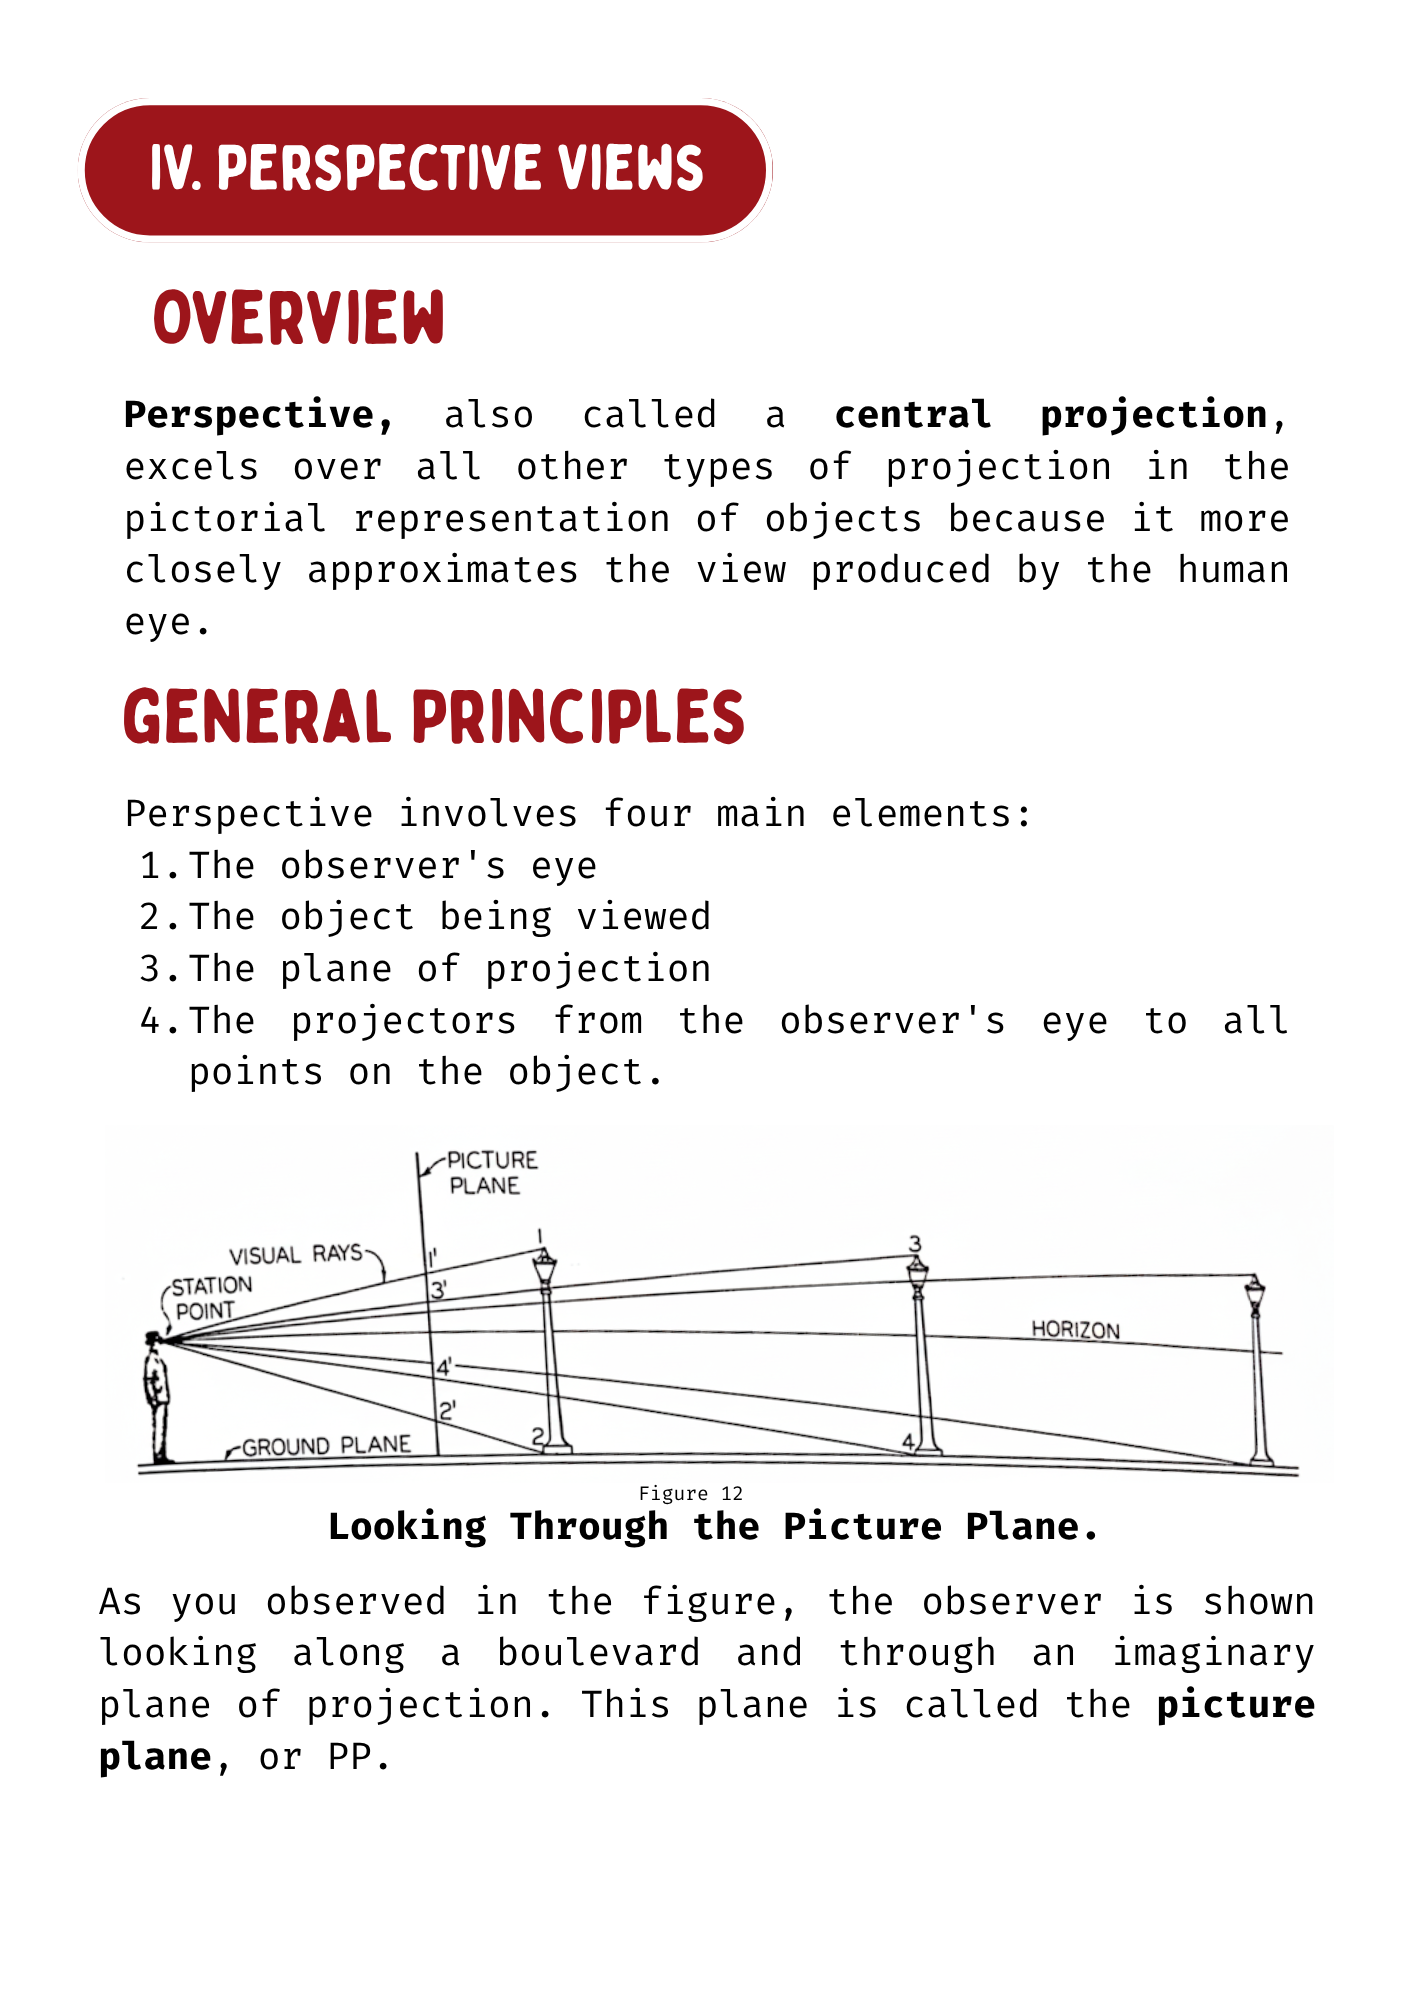 IV. PERSPECTIVE VIEWS
OVERVIEW
Perspective, also called a central projection,
excels over all other types of projection in the
pictorial representation of objects because it more
closely approximates the view produced by the human
eye.
GENERAL PRINCIPLES
Perspective involves four main elements:
1. The observer's eye
2. The object being viewed
3. The plane of projection
4. The projectors from the observer's eye to all
points on the object.
PICTURE
PLANE
1
VISUAL RAYS
1'
3
STATION
POINT
3'
HORIZON
4'
2'
GROUND PLANE
2
4
Figure 12
Looking Through the Picture Plane.
As you observed in the figure, the observer is shown
looking along a boulevard and through an imaginary
plane of projection. This plane is called the picture
plane, or PP.